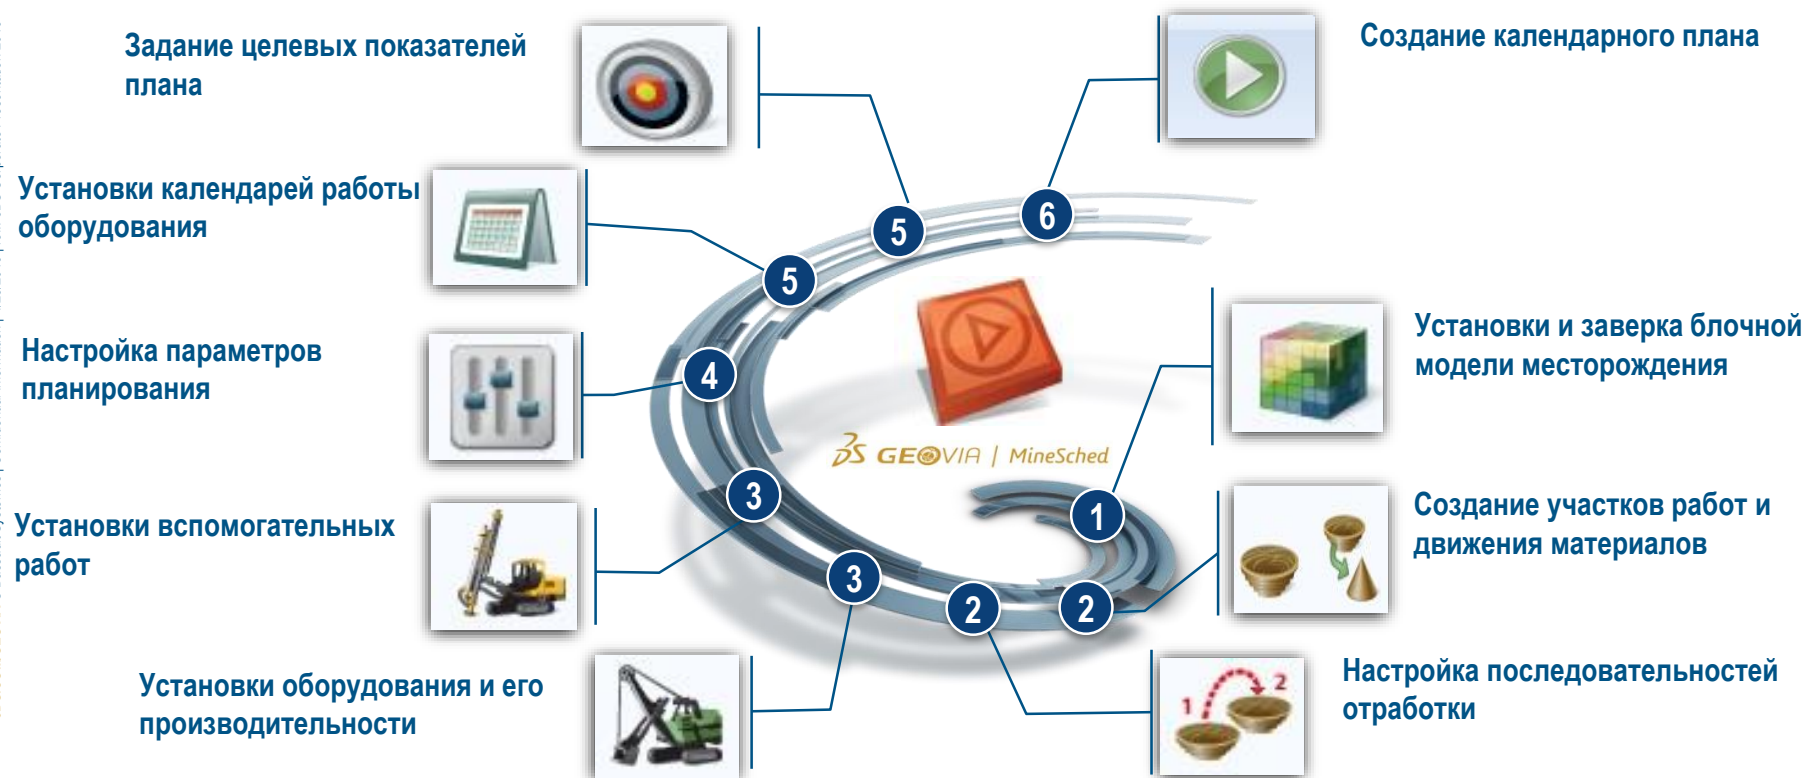 Задание целевых показателей
плана
Создание календарного плана
Установки календарей работы
оборудования
5
6
5
Настройка параметров
планирования
4
Установки и заверка блочной
модели месторождения
3S GEOVIA | MineSched
Установки вспомогательных
работ
3
1
Создание участков работ и
движения материалов
3
2
2
Установки оборудования и его
производительности
1
2
Настройка последовательностей
отработки